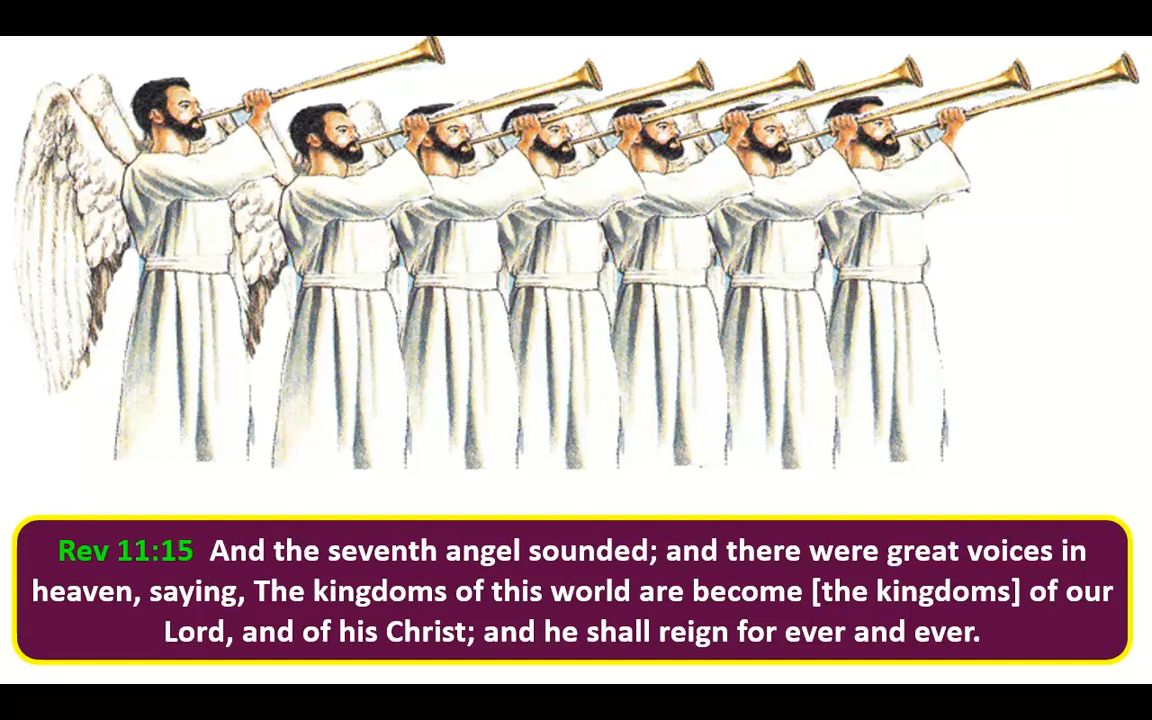 Rev 11:15 And the seventh angel sounded; and there were great voices in
heaven, saying, The kingdoms of this world are become [the kingdoms] of our
Lord, and of his Christ; and he shall reign for ever and ever.